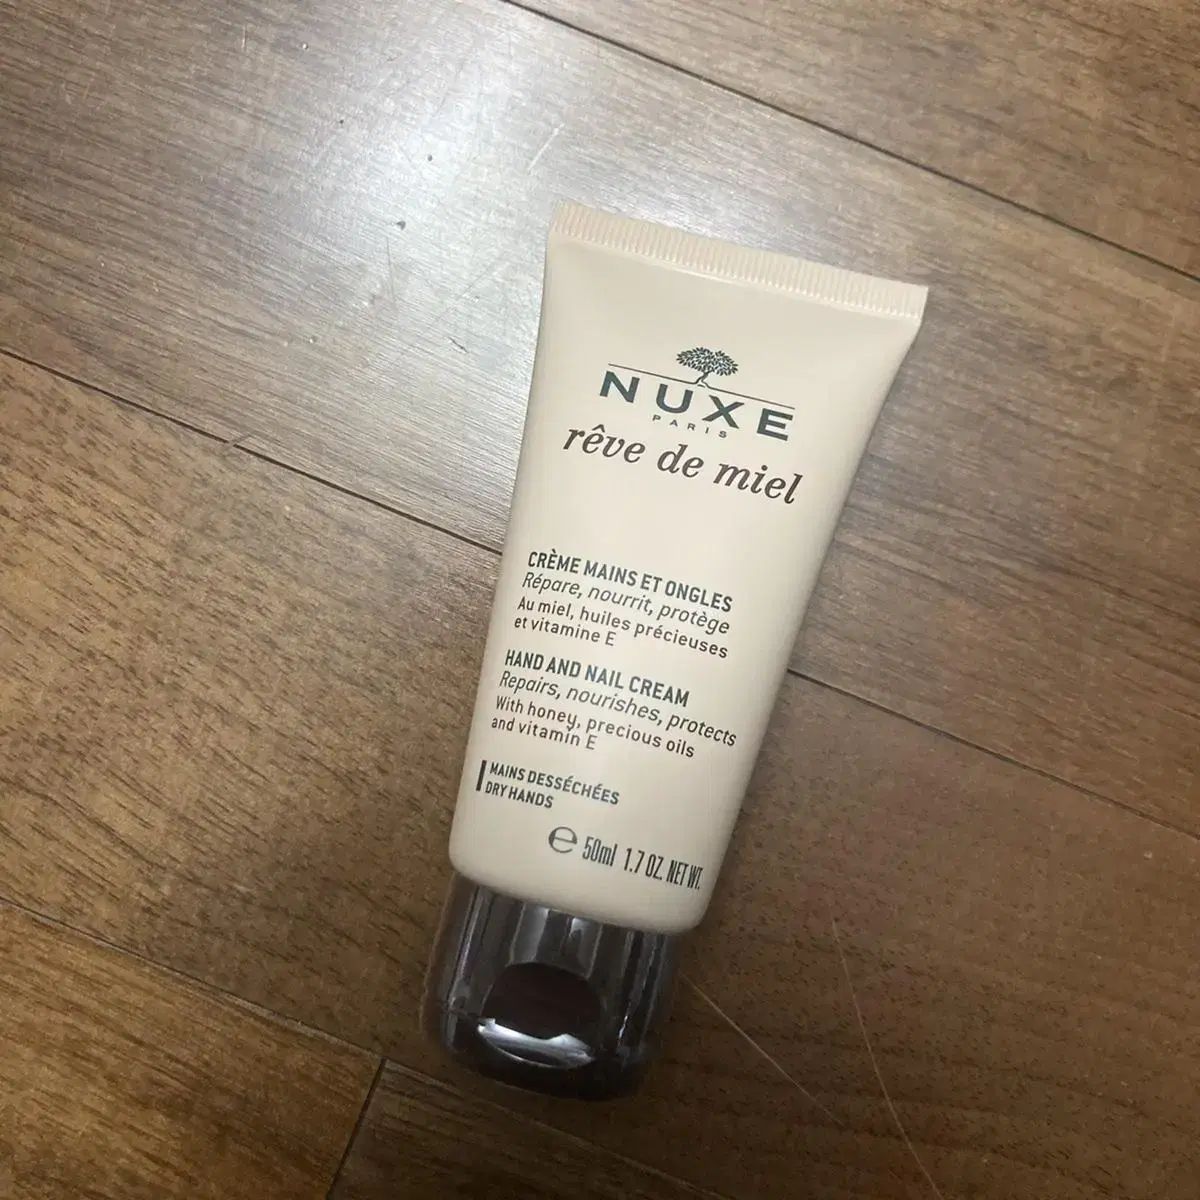 NUXE
PARIS
rêve de miel
CRÈME MAINS ET ONGLES
Répare, nourrit, protège
Au miel, huiles précieuses
et vitamine E
HAND AND NAIL CREAM
Repairs, nourishes, protects
With honey, precious oils
and vitamin E
MAINS DESSÉCHÉES
DRY HANDS
℮ 50ml 1.7 OZ. NET WT.